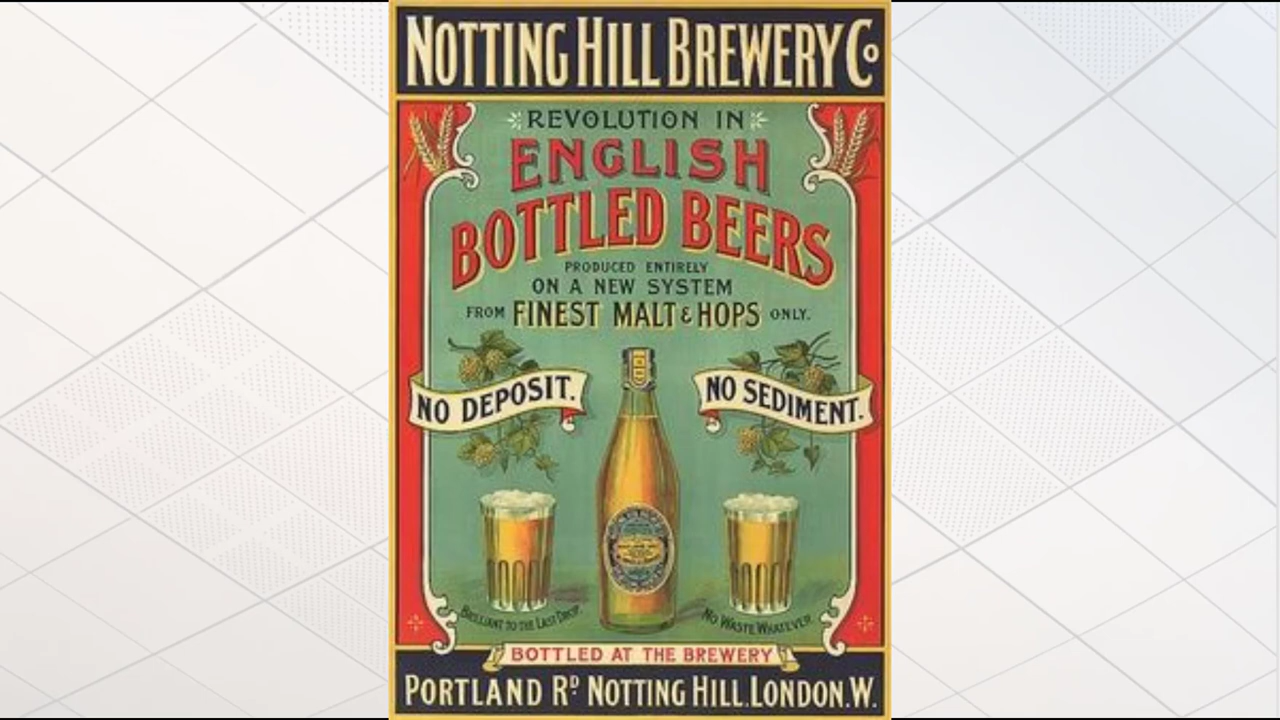 NOTTING HILL BREWERY Co
REVOLUTION IN
ENGLISH
BOTTLED BEERS
PRODUCED ENTIRELY
ON A NEW SYSTEM
FROM FINEST MALT & HOPS ONLY.
NO DEPOSIT.
NO SEDIMENT.
BRILLIANT TO THE LAST DROP
NO WASTE WHATEVER
BOTTLED AT THE BREWERY
PORTLAND RD. NOTTING HILL. LONDON. W.